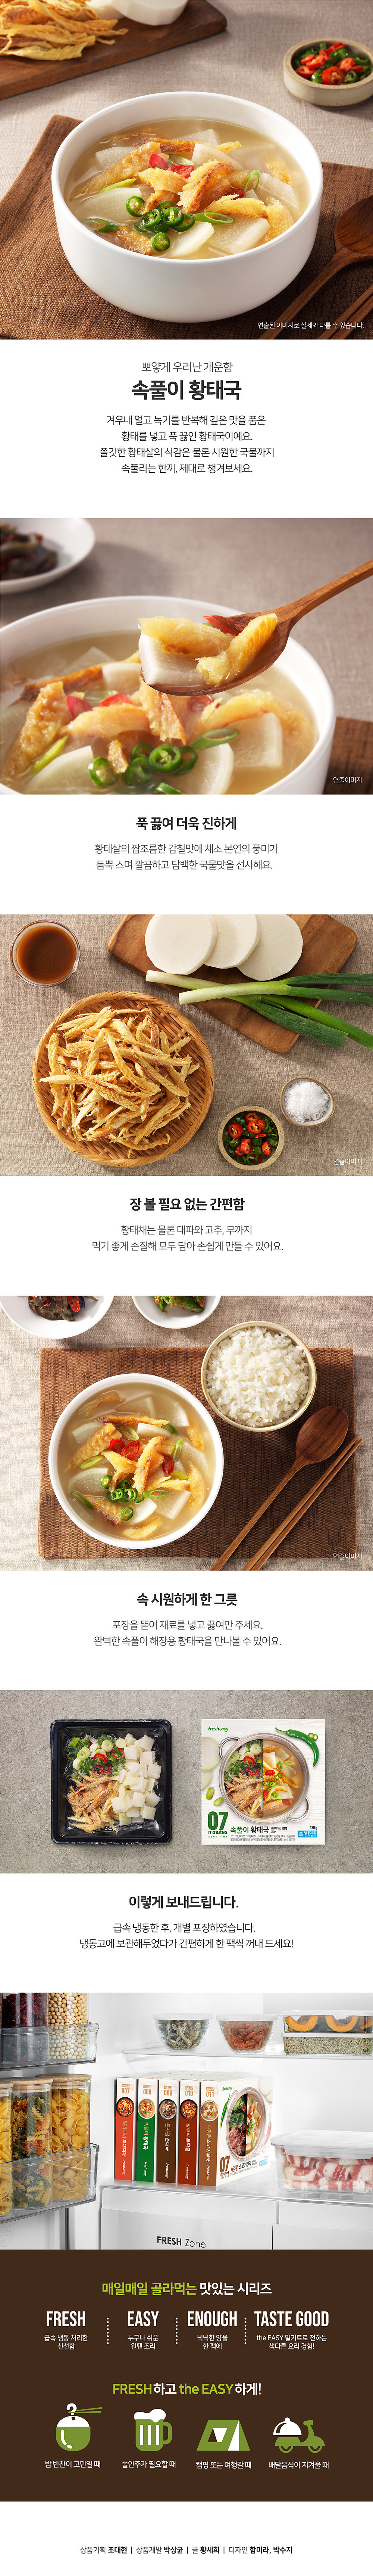 연출된 이미지로 실제와 다를 수 있습니다.
뽀얗게 우러난 개운함
속풀이 황태국
겨우내 얼고 녹기를 반복해 깊은 맛을 품은
황태를 넣고 푹 끓인 황태국이예요.
쫄깃한 황태살의 식감은 물론 시원한 국물까지
속풀리는 한끼, 제대로 챙겨보세요.
연출이미지
푹 끓여 더욱 진하게
황태살의 짭조름한 감칠맛에 채소 본연의 풍미가
듬뿍 스며 깔끔하고 담백한 국물맛을 선사해요.
연출이미지
장 볼 필요 없는 간편함
황태채는 물론 대파와 고추, 무까지
먹기 좋게 손질해 모두 담아 손쉽게 만들 수 있어요.
연출이미지
속 시원하게 한 그릇
포장을 뜯어 재료를 넣고 끓여만 주세요.
완벽한 속풀이 해장용 황태국을 만나볼 수 있어요.
fresheasy
07
minutes
속풀이 황태국
이렇게 보내드립니다.
급속 냉동한 후, 개별 포장하였습니다.
냉동고에 보관해두었다가 간편하게 한 팩씩 꺼내 드세요!
07
FRESH Zone
매일매일 골라먹는 맛있는 시리즈
FRESH
급속 냉동 처리한
신선함
EASY
누구나 쉬운
원팬 조리
ENOUGH
넉넉한 양을
한 팩에
TASTE GOOD
the EASY 밀키트로 전하는
색다른 요리 경험!
FRESH하고 the EASY하게!
밥 반찬이 고민일 때
술안주가 필요할 때
캠핑 또는 여행갈 때
배달음식이 지겨울 때
상품기획 조대현 | 상품개발 박상균 | 글 황세희 | 디자인 함미라, 박수지